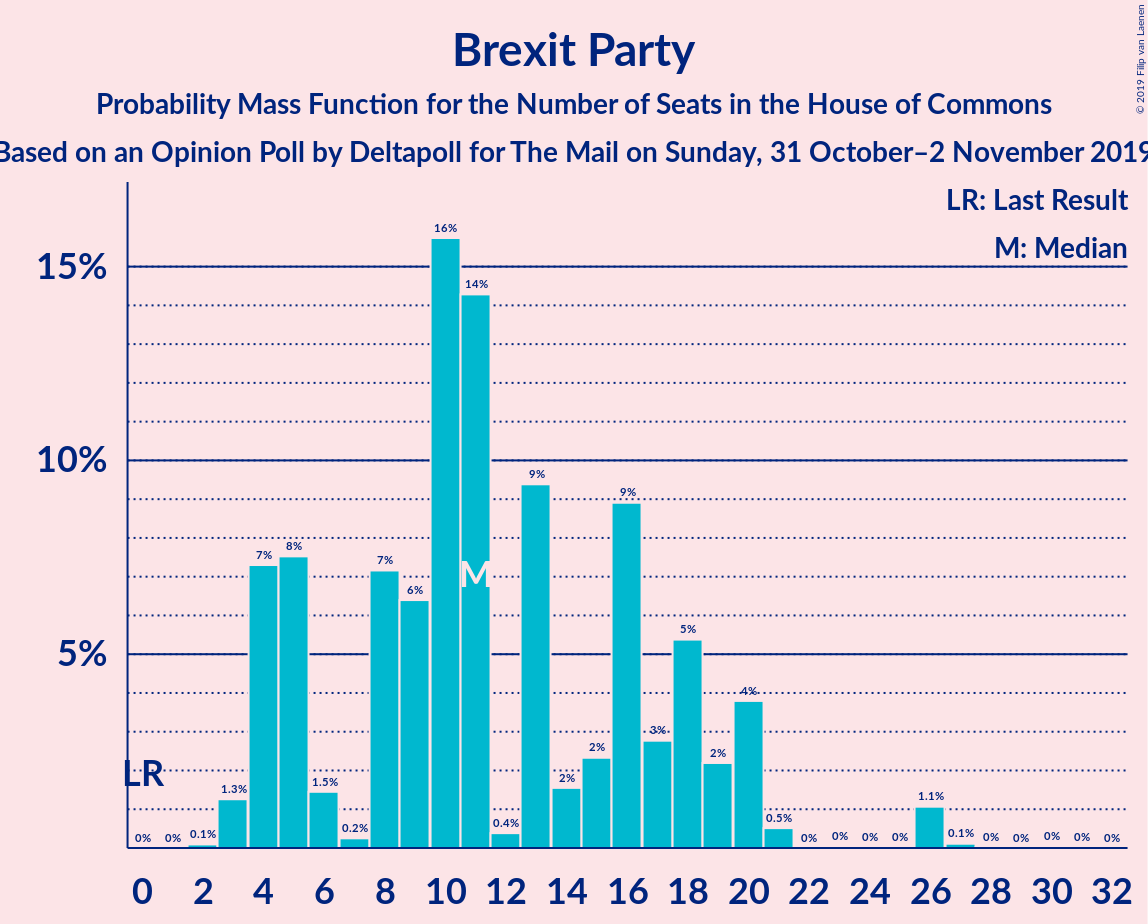 Brexit Party
Probability Mass Function for the Number of Seats in the House of Commons
Based on an Opinion Poll by Deltapoll for The Mail on Sunday, 31 October–2 November 2019
© 2019 Filip van Laenen
LR: Last Result
M: Median
15%
10%
5%
LR
M
0% 0% 0.1% 1.3% 7% 8% 1.5% 0.2% 7% 6% 16% 14% 0.4% 9% 2% 2% 9% 3% 5% 2% 4% 0.5% 0% 0% 0% 0% 1.1% 0.1% 0% 0% 0% 0% 0%
0 2 4 6 8 10 12 14 16 18 20 22 24 26 28 30 32